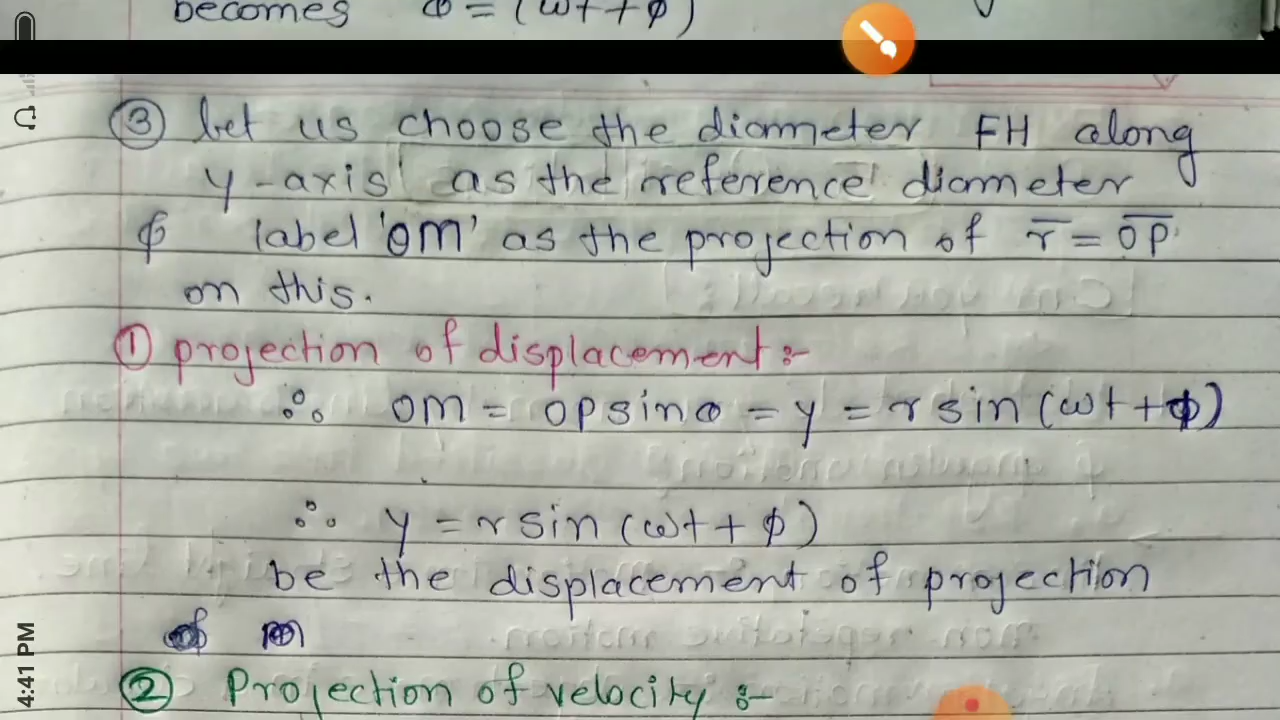 becomes θ = (ωt + φ)
③ let us choose the diameter FH along
y-axis as the reference diameter
& label 'OM' as the projection of r̅ = O̅P̅
on this.
① projection of displacement :-
∴ OM = OP sinθ = y = r sin (ωt + φ)
∴ y = r sin (ωt + φ)
be the displacement of projection
② Projection of velocity :-
4:41 PM